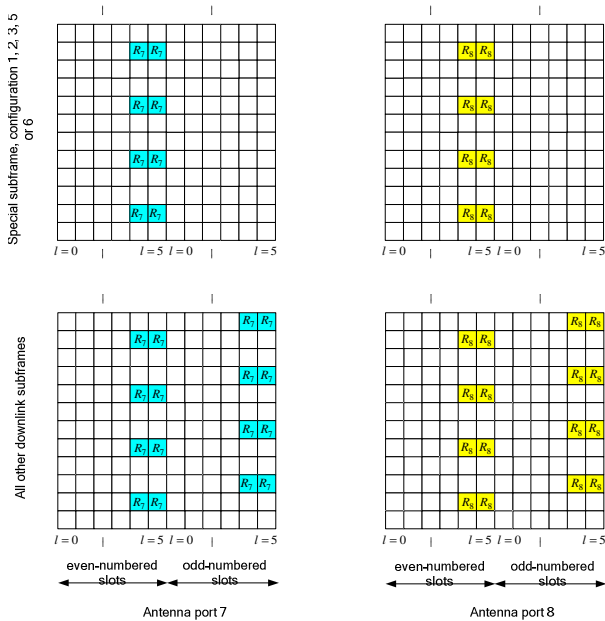 Special subframe, configuration 1, 2, 3, 5
or 6
R7 R7 R8 R8
R7 R7 R8 R8
R7 R7 R8 R8
R7 R7 R8 R8
l = 0 l = 5 l = 0 l = 5 l = 0 l = 5 l = 0 l = 5
All other downlink subframes
R7 R7 R8 R8
R7 R7 R8 R8
R7 R7 R8 R8
R7 R7 R8 R8
R7 R7 R8 R8
R7 R7 R8 R8
R7 R7 R8 R8
R7 R7 R8 R8
l = 0 l = 5 l = 0 l = 5 l = 0 l = 5 l = 0 l = 5
even-numbered odd-numbered even-numbered odd-numbered
slots slots slots slots
Antenna port 7 Antenna port 8